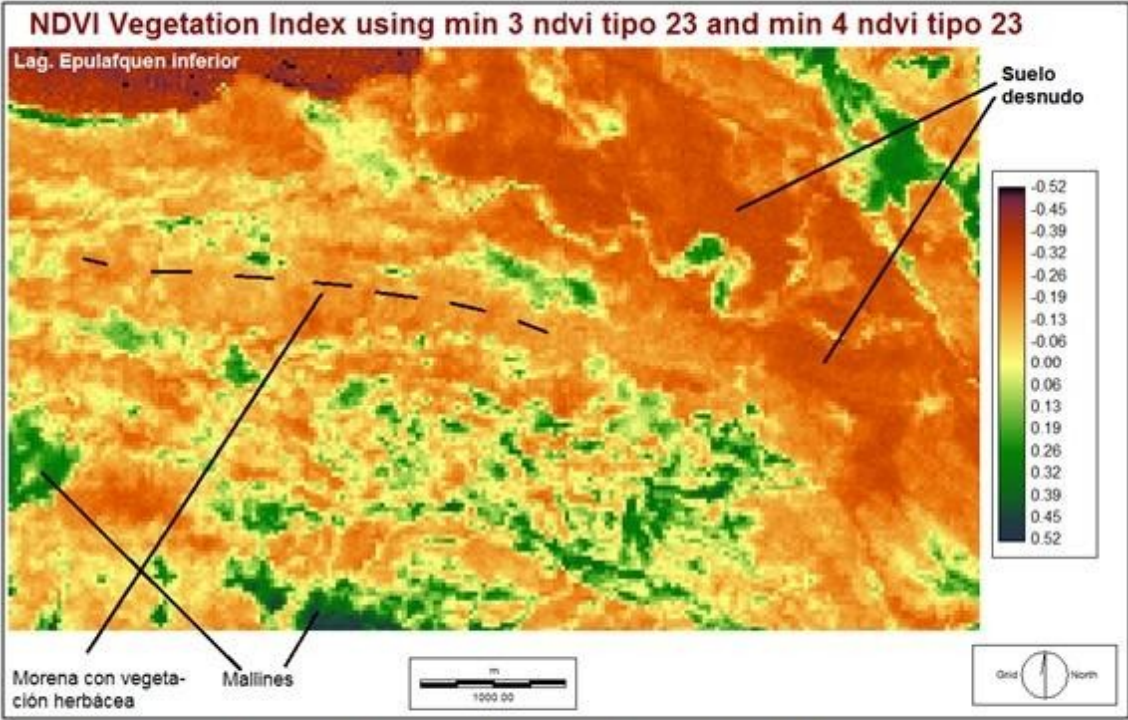 NDVI Vegetation Index using min 3 ndvi tipo 23 and min 4 ndvi tipo 23
Lag. Epulafquen inferior
Suelo
desnudo
-0.52
-0.45
-0.39
-0.32
-0.26
-0.19
-0.13
-0.06
0.00
0.06
0.13
0.19
0.26
0.32
0.39
0.45
0.52
Morena con vegeta-
ción herbácea
Mallines
m
1000.00
Grid North